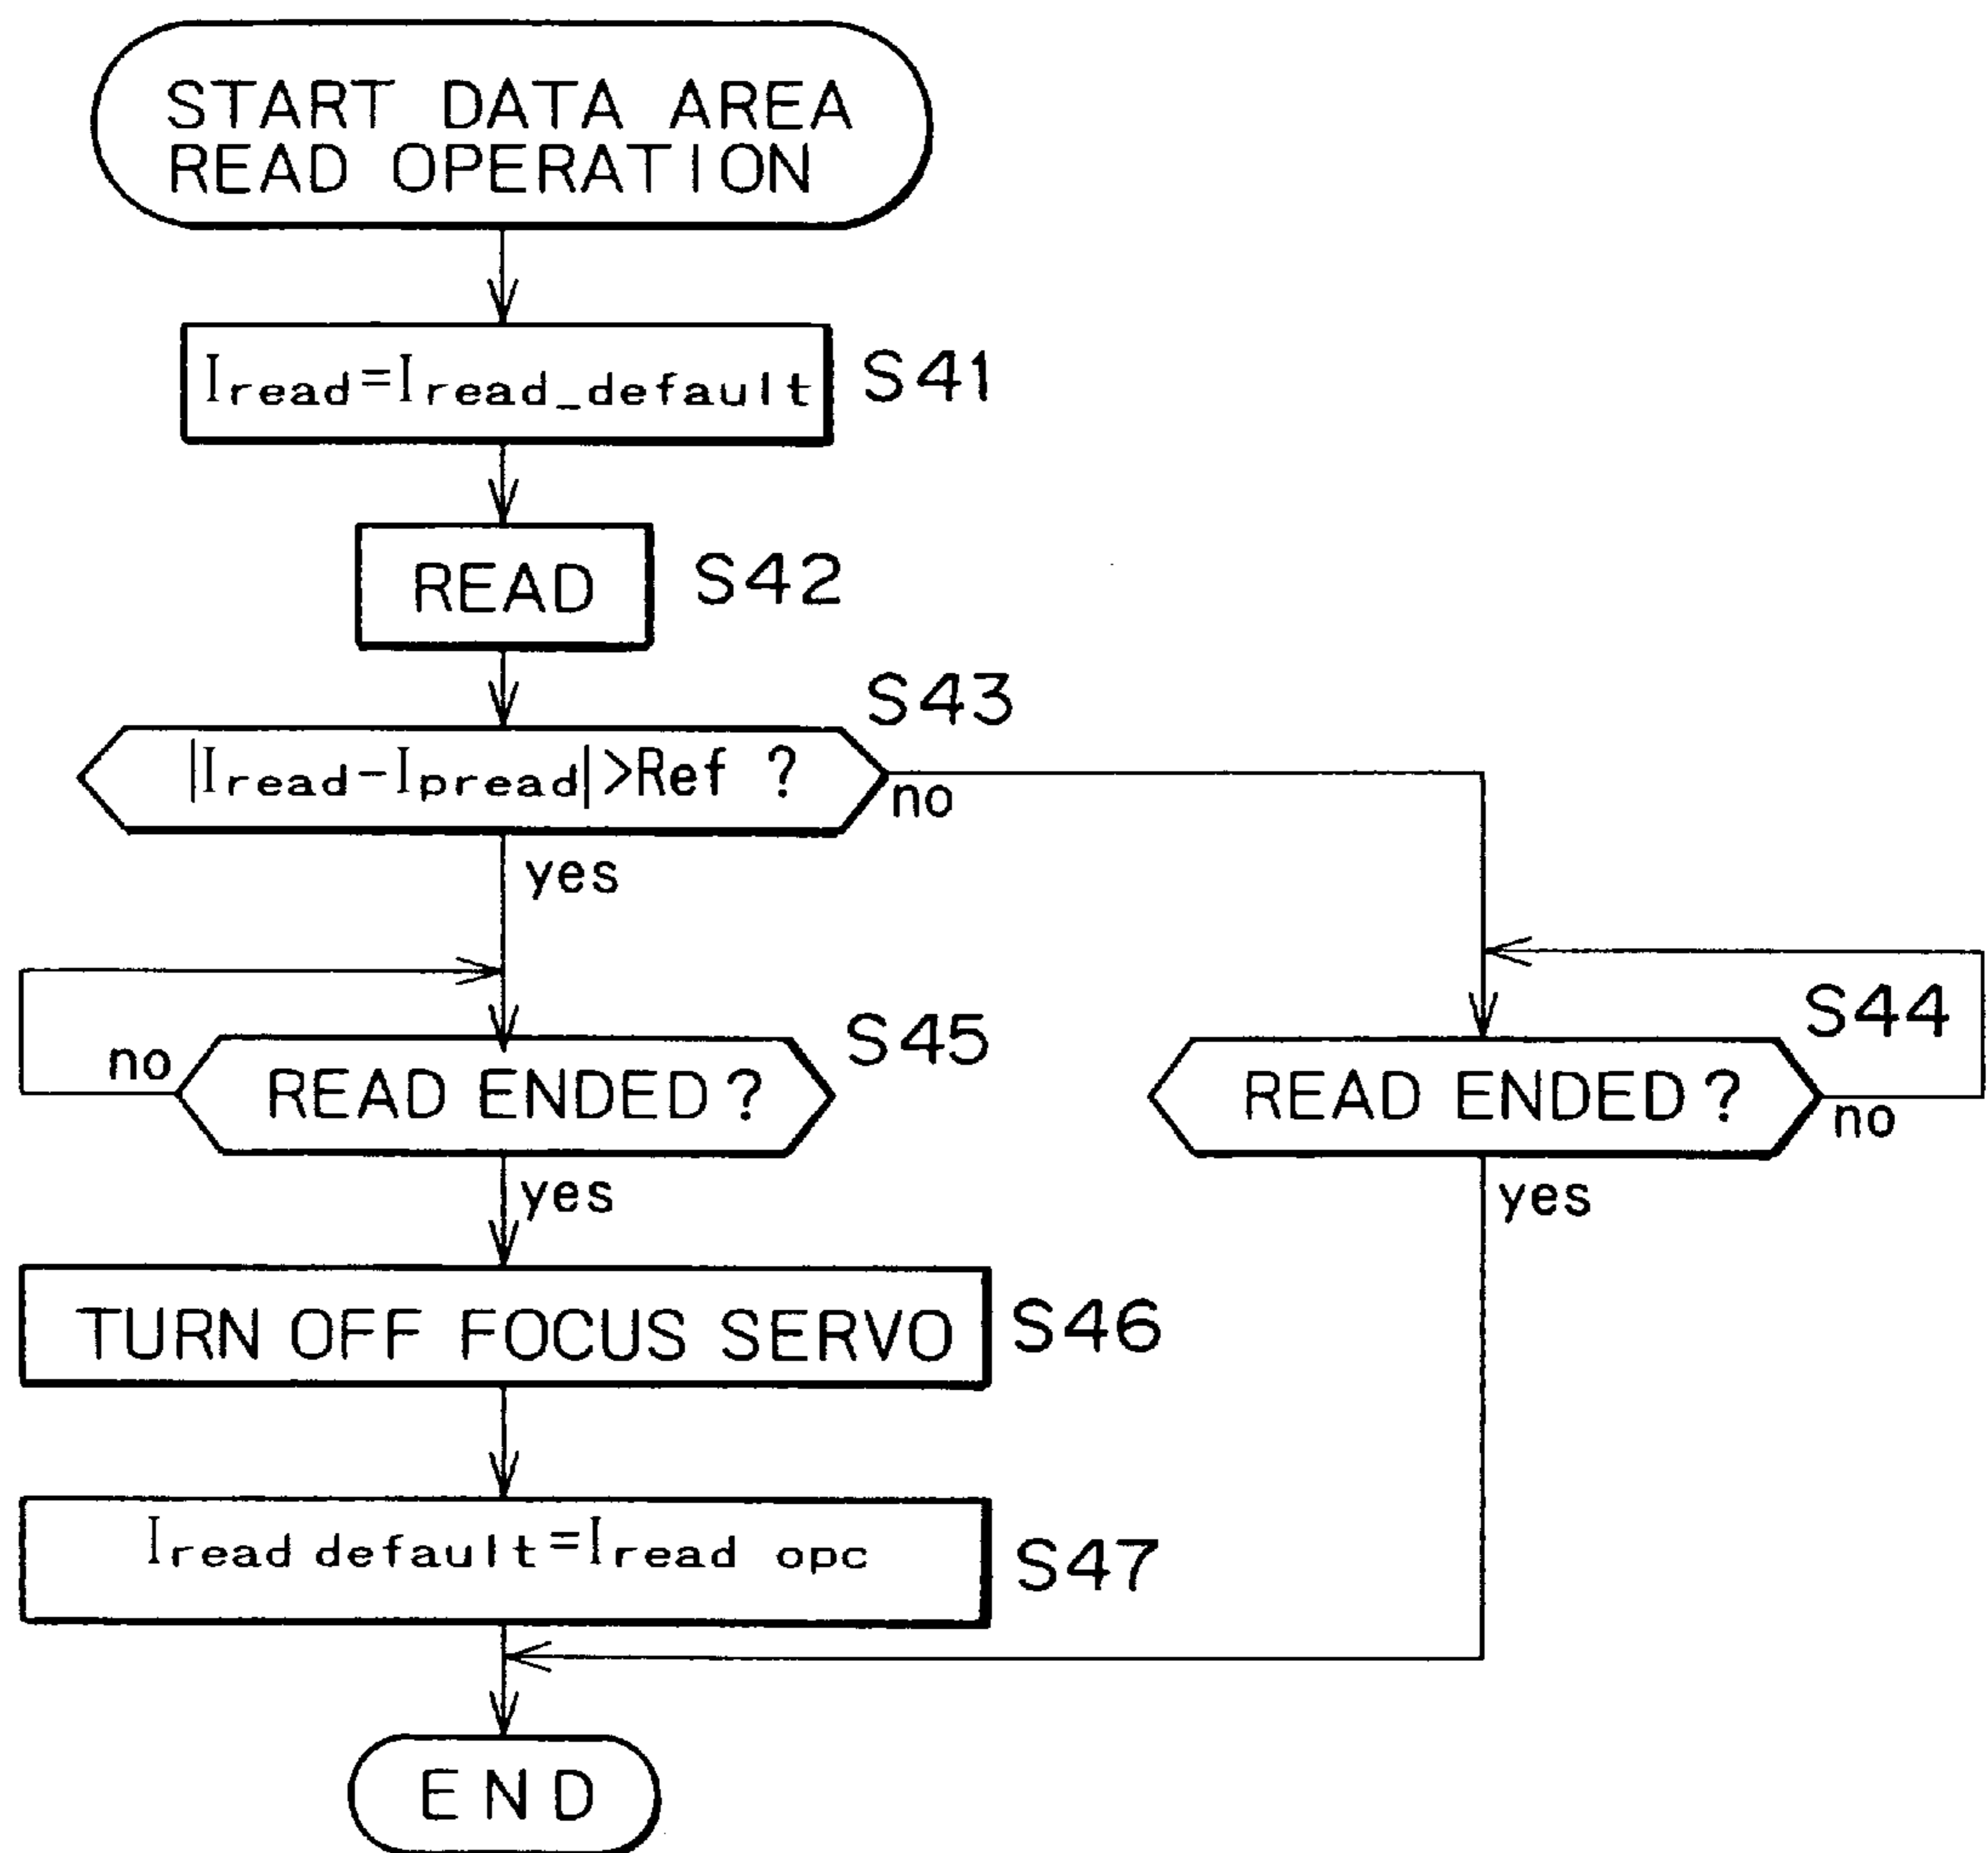 START DATA AREA
READ OPERATION
Iread=Iread_default
S41
READ
S42
S43
|Iread-Ipread|>Ref ?
no
yes
S45
S44
no
READ ENDED?
READ ENDED?
no
yes
yes
TURN OFF FOCUS SERVO
S46
Iread default=Iread opc
S47
END